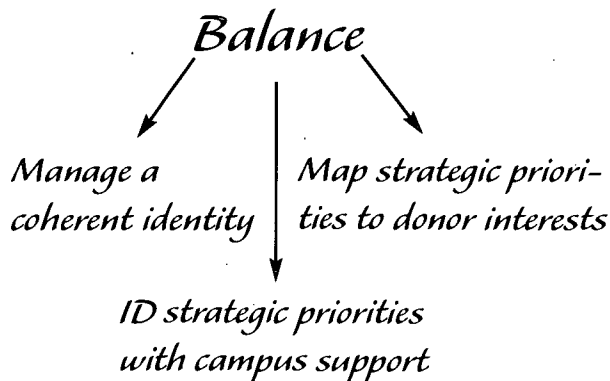 Balance
Manage a
coherent identity
Map strategic priori-
ties to donor interests
ID strategic priorities
with campus support